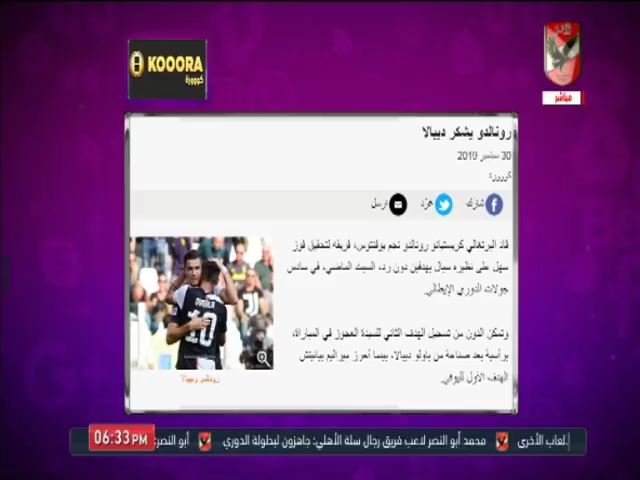 KOOORA
كووورة
مباشر
رونالدو يشكر ديبالا
30 سبتمبر 2019
كووورة
شارك
غرّد
ارسل
قاد البرتغالي كريستيانو رونالدو نجم يوفنتوس، فريقه لتحقيق فوز
سهل على نظيره سبال بهدفين دون رد، السبت الماضي، في سادس
جولات الدوري الإيطالي.
وتمكن الدون من تسجيل الهدف الثاني للسيدة العجوز في المباراة،
برأسية بعد صناعة من باولو ديبالا، بينما أحرز ميراليم بيانيتش
الهدف الأول لليوفي.
DYBALA
10
رونالدو وديبالا
06:33 PM
لعاب الأخرى
محمد أبو النصر لاعب فريق رجال سلة الأهلي: جاهزون لبطولة الدوري
أبو النصر: